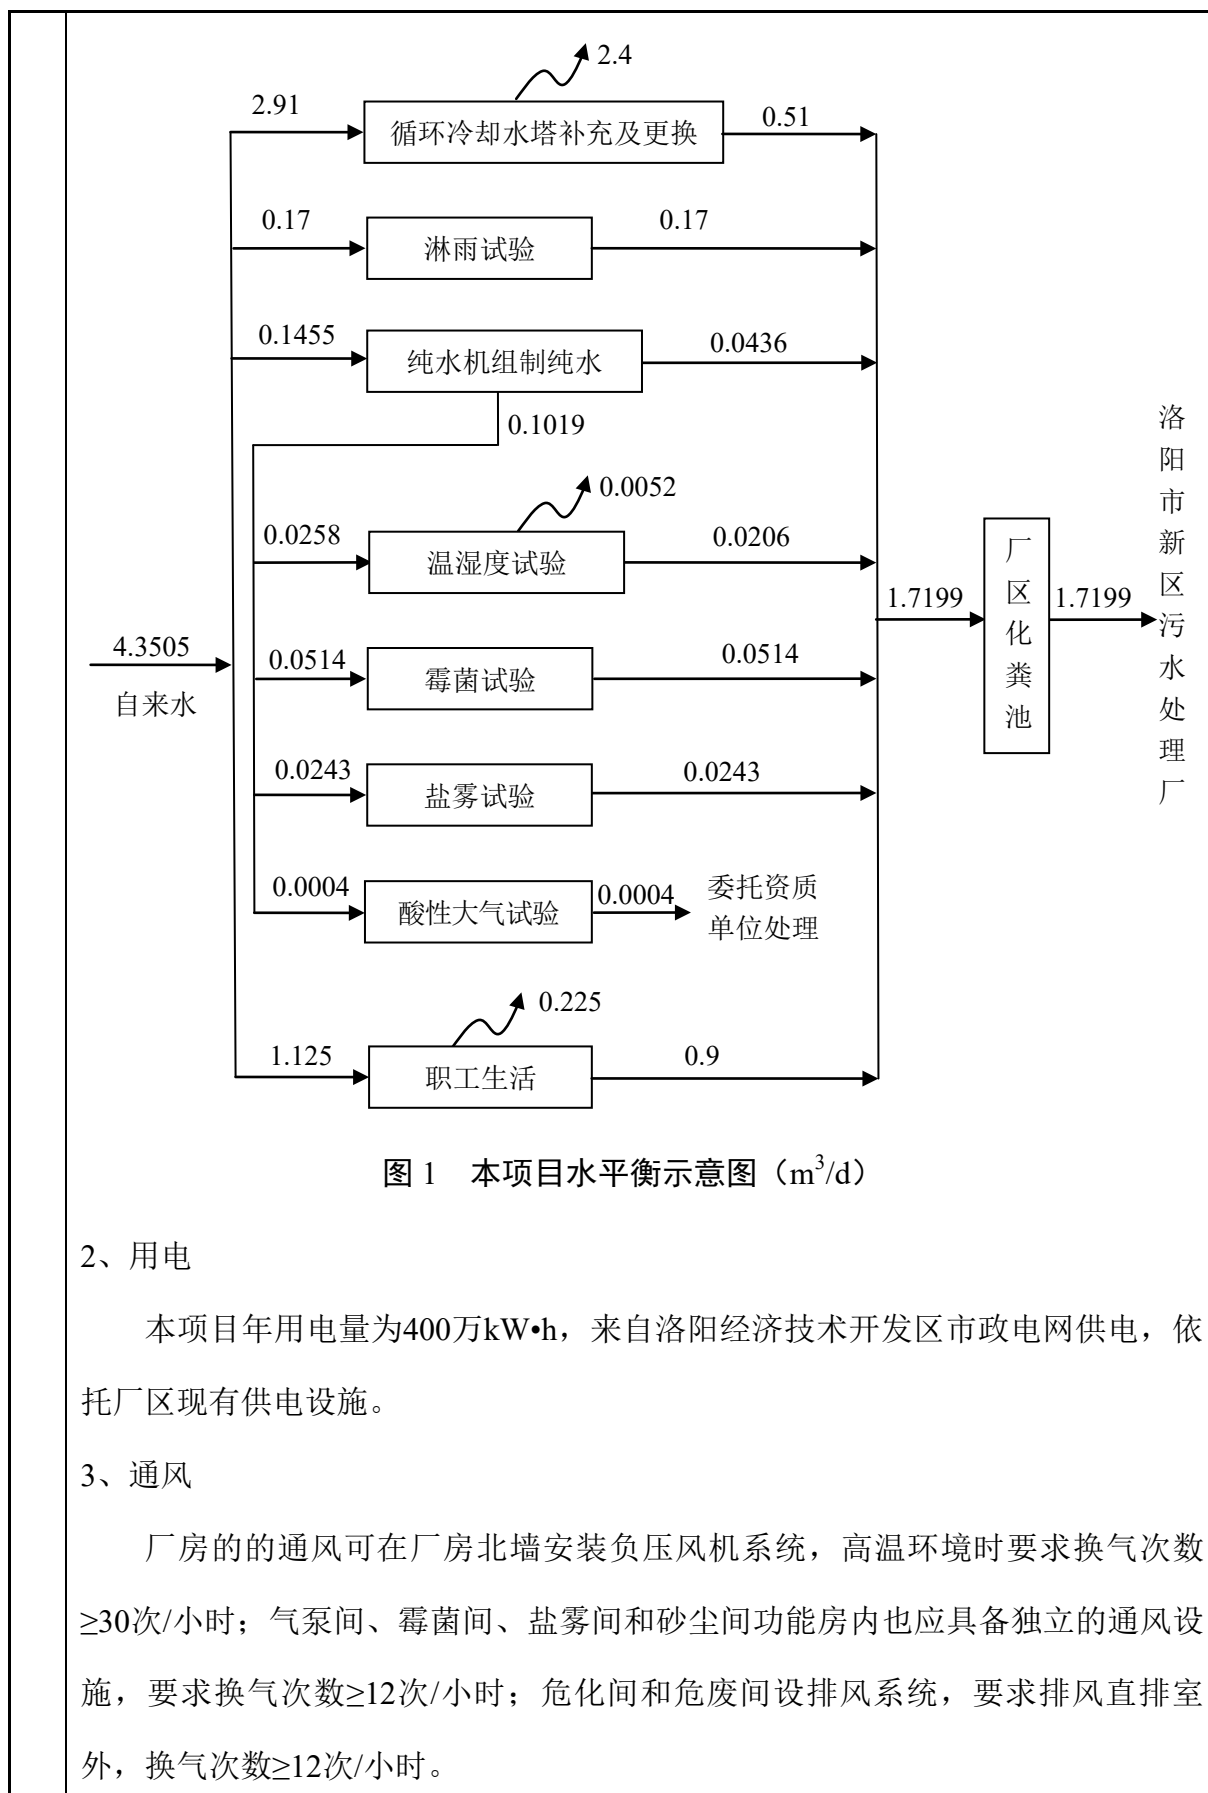 2.4
2.91
循环冷却水塔补充及更换
0.51
0.17
淋雨试验
0.17
0.1455
纯水机组制纯水
0.0436
0.1019
0.0052
0.0258
温湿度试验
0.0206
4.3505
自来水
0.0514
霉菌试验
0.0514
0.0243
盐雾试验
0.0243
0.0004
酸性大气试验
0.0004
委托资质
单位处理
0.225
1.125
职工生活
0.9
1.7199
厂区化粪池
1.7199
洛阳市新区污水处理厂
图 1 本项目水平衡示意图（m³/d）
2、用电
本项目年用电量为400万kW•h，来自洛阳经济技术开发区市政电网供电，依
托厂区现有供电设施。
3、通风
厂房的的通风可在厂房北墙安装负压风机系统，高温环境时要求换气次数
≥30次/小时；气泵间、霉菌间、盐雾间和砂尘间功能房内也应具备独立的通风设
施，要求换气次数≥12次/小时；危化间和危废间设排风系统，要求排风直排室
外，换气次数≥12次/小时。